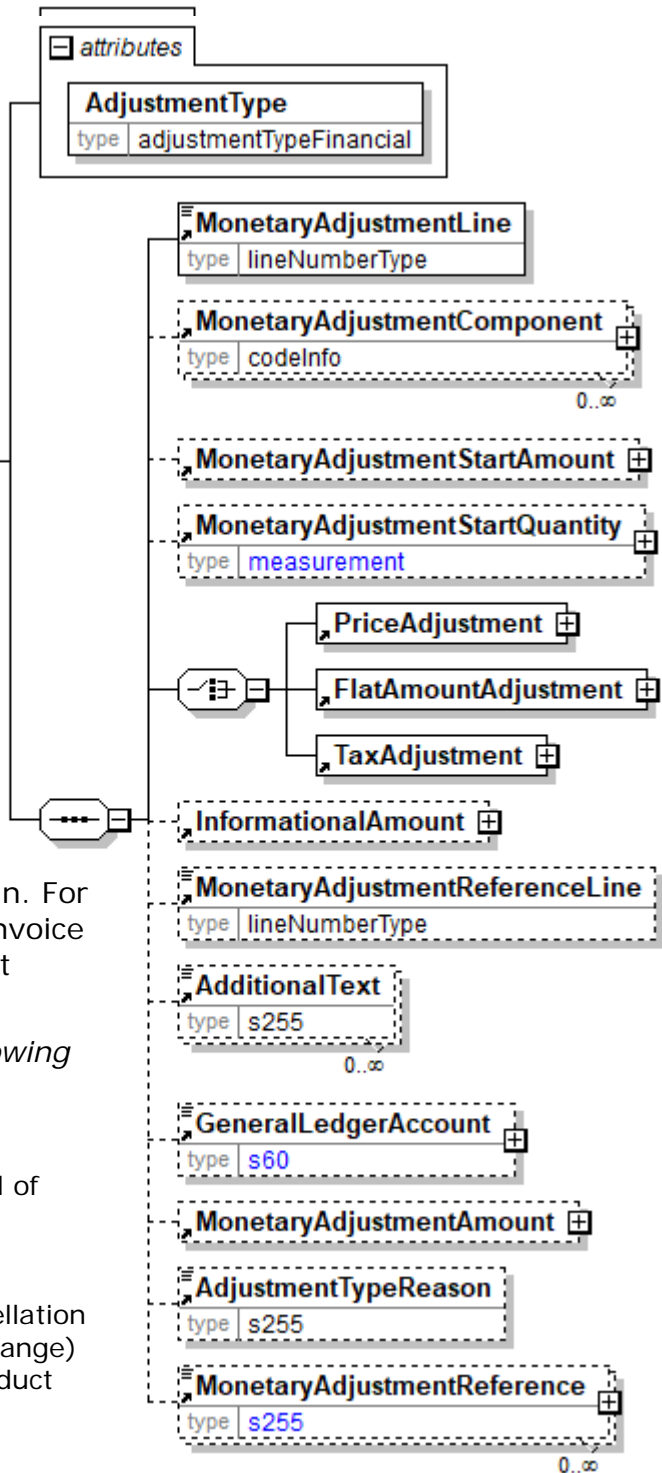 attributes
AdjustmentType
type adjustmentTypeFinancial
MonetaryAdjustmentLine
type lineNumberType
MonetaryAdjustmentComponent
type codeInfo
0..∞
MonetaryAdjustmentStartAmount
MonetaryAdjustmentStartQuantity
type measurement
PriceAdjustment
FlatAmountAdjustment
TaxAdjustment
InformationalAmount
n. For
MonetaryAdjustmentReferenceLine
nvoice
type lineNumberType
t
AdditionalText
type s255
owing
0..∞
GeneralLedgerAccount
type s60
l of
MonetaryAdjustmentAmount
AdjustmentTypeReason
ellation
type s255
ange)
duct
MonetaryAdjustmentReference
type s255
0..∞